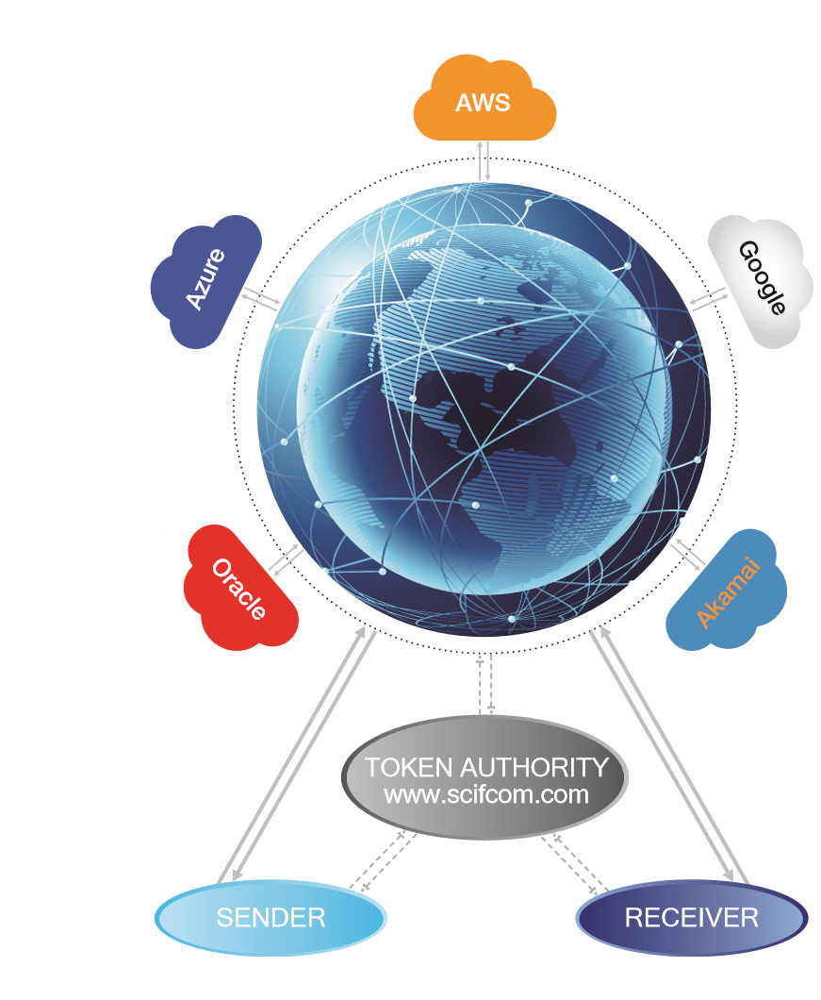 AWS
Azure
Google
Oracle
Akamai
TOKEN AUTHORITY
www.scifcom.com
SENDER
RECEIVER